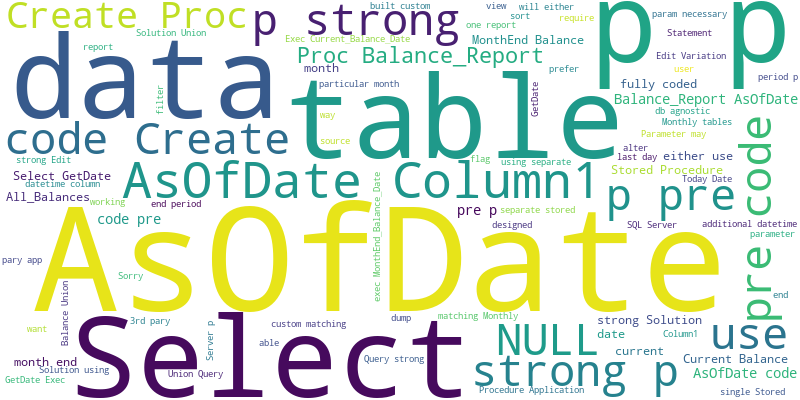 Create Proc
p strong
p p
Solution Union
built custom
view
will either
param necessary
sort
require
one report
Exec Current_Balance_Date
MonthEnd Balance
Statement
report
data
Proc Balance_Report
Edit Variation
month
prefer
user
period p
filter
table
particular month
GetDate
fully coded
Balance_Report AsOfDate
db agnostic
way
Monthly tables
source
Parameter may
code Create
alter
strong Edit
flag
using separate
last day
either use
pre code
Select GetDate
AsOfDate Column1
Stored Procedure
datetime column
Today Date
All_Balances
working
end period
exec MonthEnd_Balance_Date
p pre
code pre
AsOfDate
pre p
separate stored
designed
SQL Server
additional datetime
parameter
pary app
Sorry
want
Balance Union
3rd pary
Server p
Select
custom matching
able
dump
matching Monthly
NULL
strong Solution
date
current
Column1
use
end
month end
Solution using
GetDate Exec
Union Query
Query strong
strong p
Procedure Application
Current Balance
AsOfDate code
single Stored